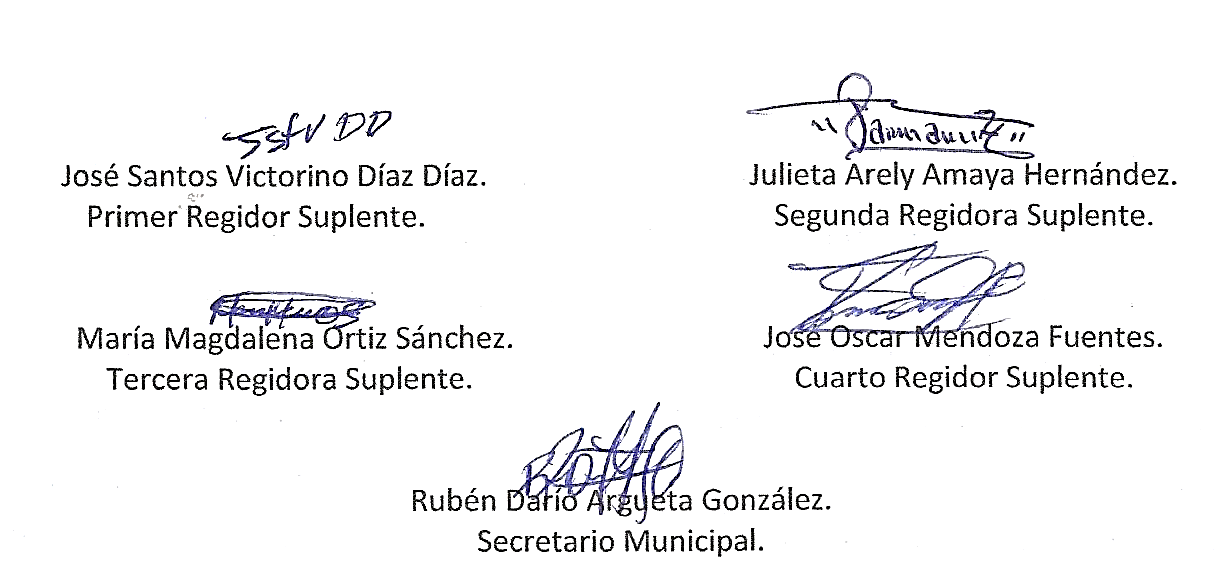 José Santos Victorino Díaz Díaz.
Primer Regidor Suplente.
Julieta Arely Amaya Hernández.
Segunda Regidora Suplente.
María Magdalena Ortiz Sánchez.
Tercera Regidora Suplente.
José Oscar Mendoza Fuentes.
Cuarto Regidor Suplente.
Rubén Darío Argueta González.
Secretario Municipal.